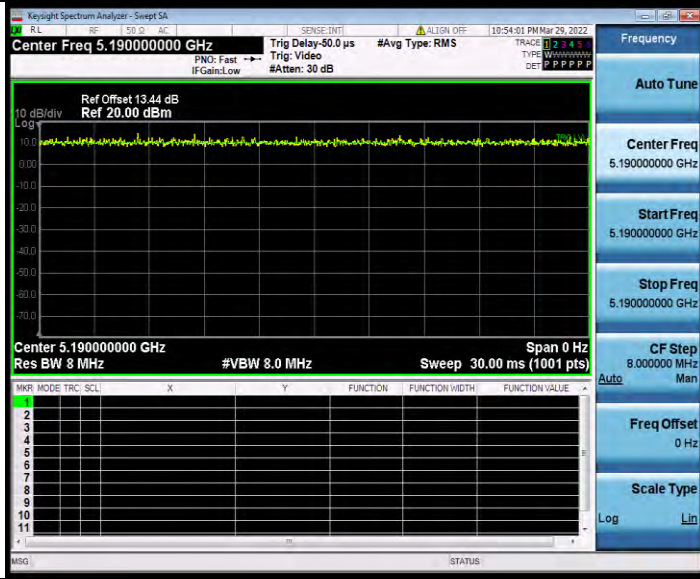 Keysight Spectrum Analyzer - Swept SA
RL RF 50 Ω AC SENSE:INT ALIGN OFF 10:54:01 PM Mar 29, 2022
Center Freq 5.190000000 GHz
PNO: Fast
IFGain:Low
Trig Delay-50.0 µs
Trig: Video
#Atten: 30 dB
#Avg Type: RMS
TRACE 1 2 3 4 5 6
TYPE WWWWWW
DET P P P P P P
Ref Offset 13.44 dB
10 dB/div Ref 20.00 dBm
Log
10.0
0.00
-10.0
-20.0
-30.0
-40.0
-50.0
-60.0
-70.0
Center 5.190000000 GHz Span 0 Hz
Res BW 8 MHz #VBW 8.0 MHz Sweep 30.00 ms (1001 pts)
MKR MODE TRC SCL X Y FUNCTION FUNCTION WIDTH FUNCTION VALUE
1
2
3
4
5
6
7
8
9
10
11
MSG STATUS
Frequency
Auto Tune
Center Freq
5.190000000 GHz
Start Freq
5.190000000 GHz
Stop Freq
5.190000000 GHz
CF Step
8.000000 MHz
Auto Man
Freq Offset
0 Hz
Scale Type
Log Lin